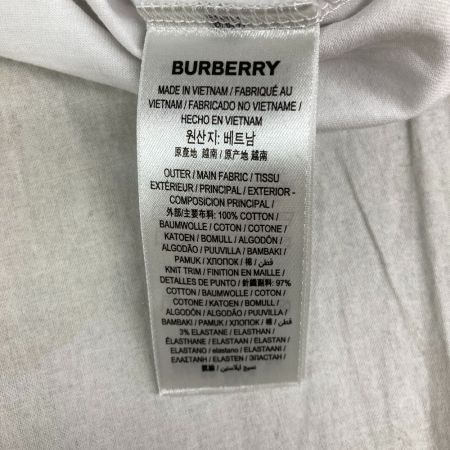 BURBERRY
MADE IN VIETNAM / FABRIQUÉ AU
VIETNAM / FABRICADO NO VIETNAME /
HECHO EN VIETNAM
원산지: 베트남
原產地 越南 / 原产地 越南
OUTER / MAIN FABRIC / TISSU
EXTÉRIEUR / PRINCIPAL / EXTERIOR -
COMPOSICIÓN PRINCIPAL /
外部/主要布料: 100% COTTON /
BAUMWOLLE / COTON / COTONE /
KATOEN / BOMULL / ALGODÓN /
ALGODÃO / PUUVILLA / BAMBAKI /
PAMUK / ХЛОПОК / 棉 / قطن /
KNIT TRIM / FINITION EN MAILLE /
DETALLES DE PUNTO / 針織附料: 97%
COTTON / BAUMWOLLE / COTON /
COTONE / KATOEN / BOMULL /
ALGODÓN / ALGODÃO / PUUVILLA /
BAMBAKI / PAMUK / ХЛОПОК / 棉 / قطن /
3% ELASTANE / ELASTHAN /
ÉLASTHANE / ELASTAAN / ELASTAN /
ELASTANO / elastano / ELASTAANI /
ΕΛΑΣΤΑΝΗ / ELASTEN / ЭЛАСТАН /
نسيج إيلاستين /